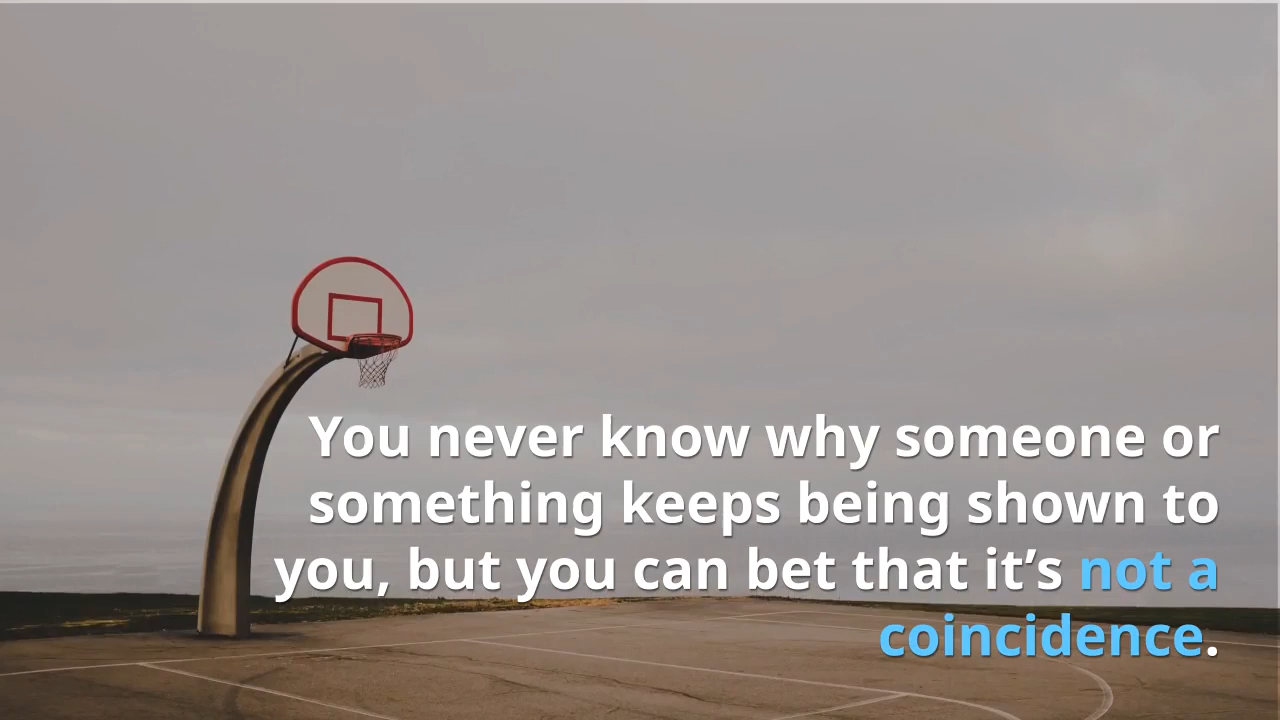 You never know why someone or
something keeps being shown to
you, but you can bet that it’s not a
coincidence.